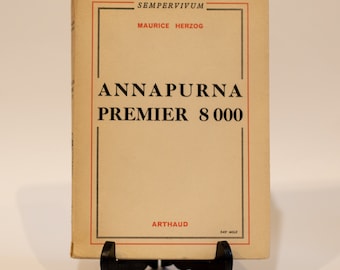 SEMPERVIVUM
MAURICE HERZOG
ANNAPURNA
PREMIER 8 000
ARTHAUD